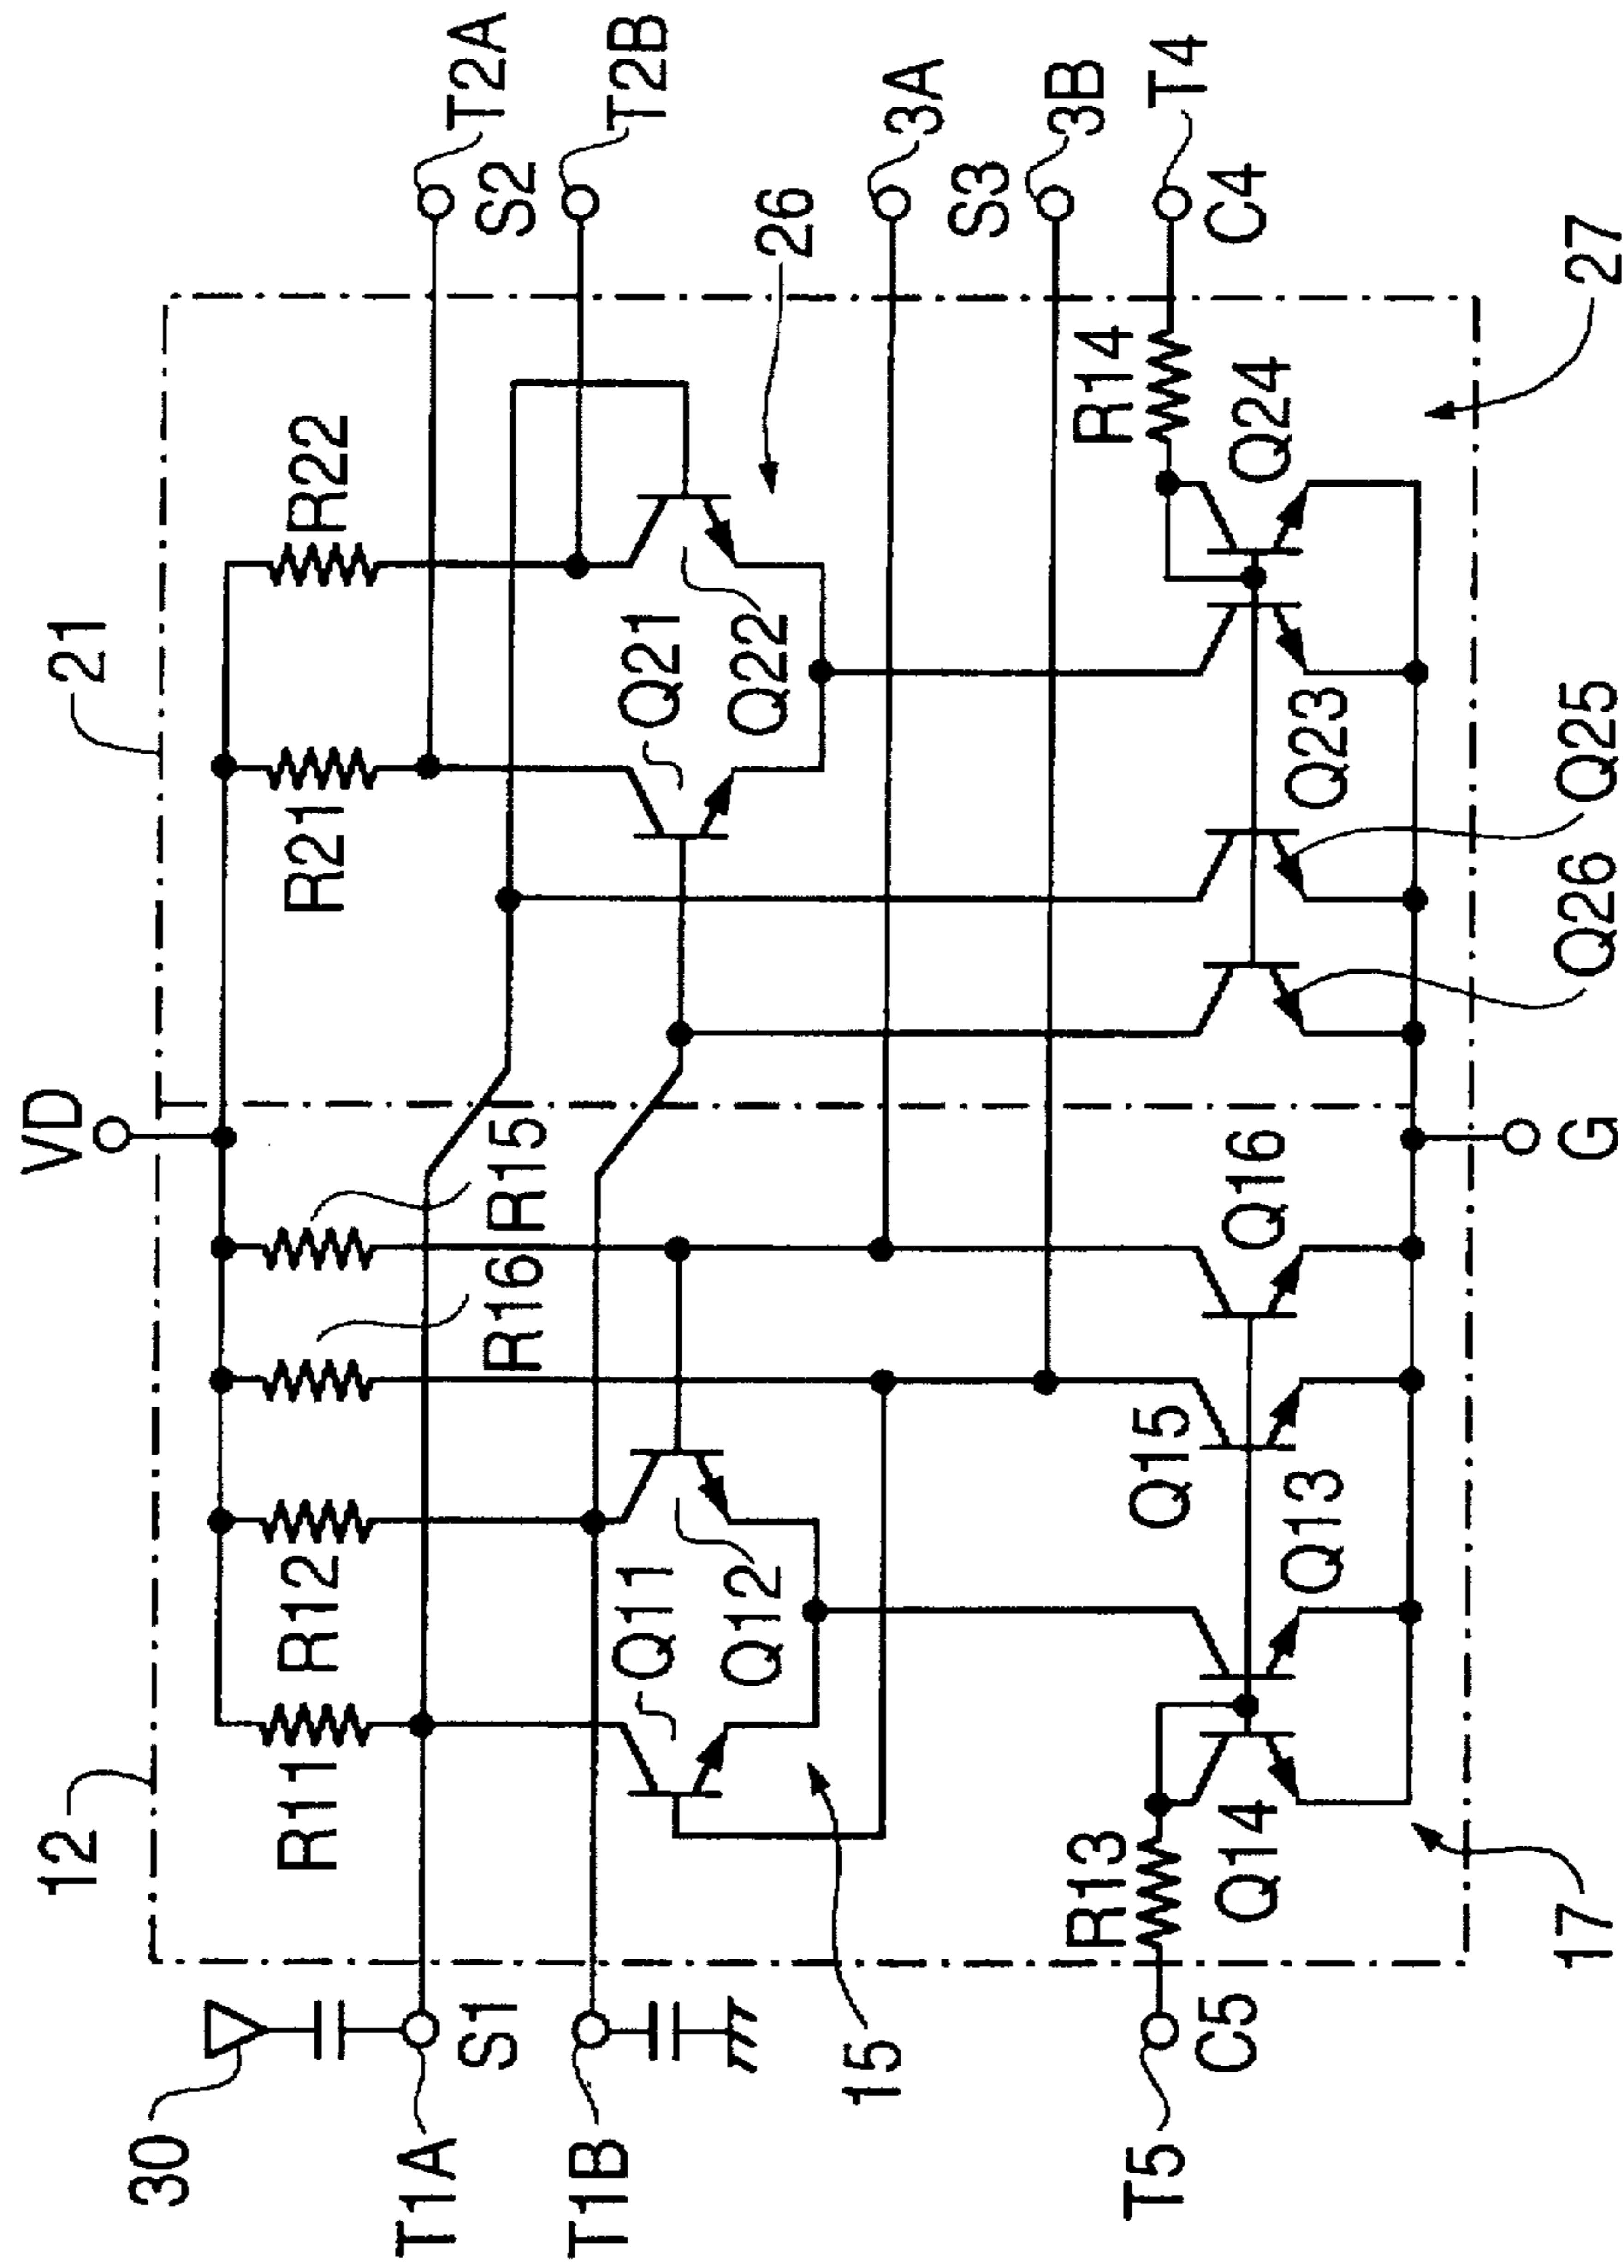 VD
12
21
R11
R12
R16
R15
R21
R22
30
T1A
S1
T1B
T2A
S2
T2B
Q11
Q12
Q21
Q22
26
15
3A
S3
3B
T5
C5
R13
Q14
Q13
Q15
Q16
Q26
Q25
Q23
Q24
R14
C4
T4
17
G
27